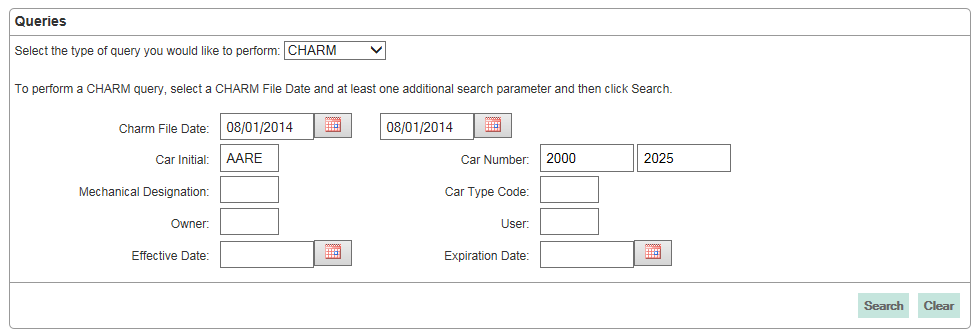 Queries
Select the type of query you would like to perform: CHARM
To perform a CHARM query, select a CHARM File Date and at least one additional search parameter and then click Search.
Charm File Date: 08/01/2014 08/01/2014
Car Initial: AARE Car Number: 2000 2025
Mechanical Designation: Car Type Code:
Owner: User:
Effective Date: Expiration Date:
Search Clear